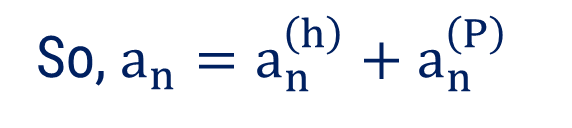 So, aₙ = aₙ⁽ʰ⁾ + aₙ⁽ᴾ⁾